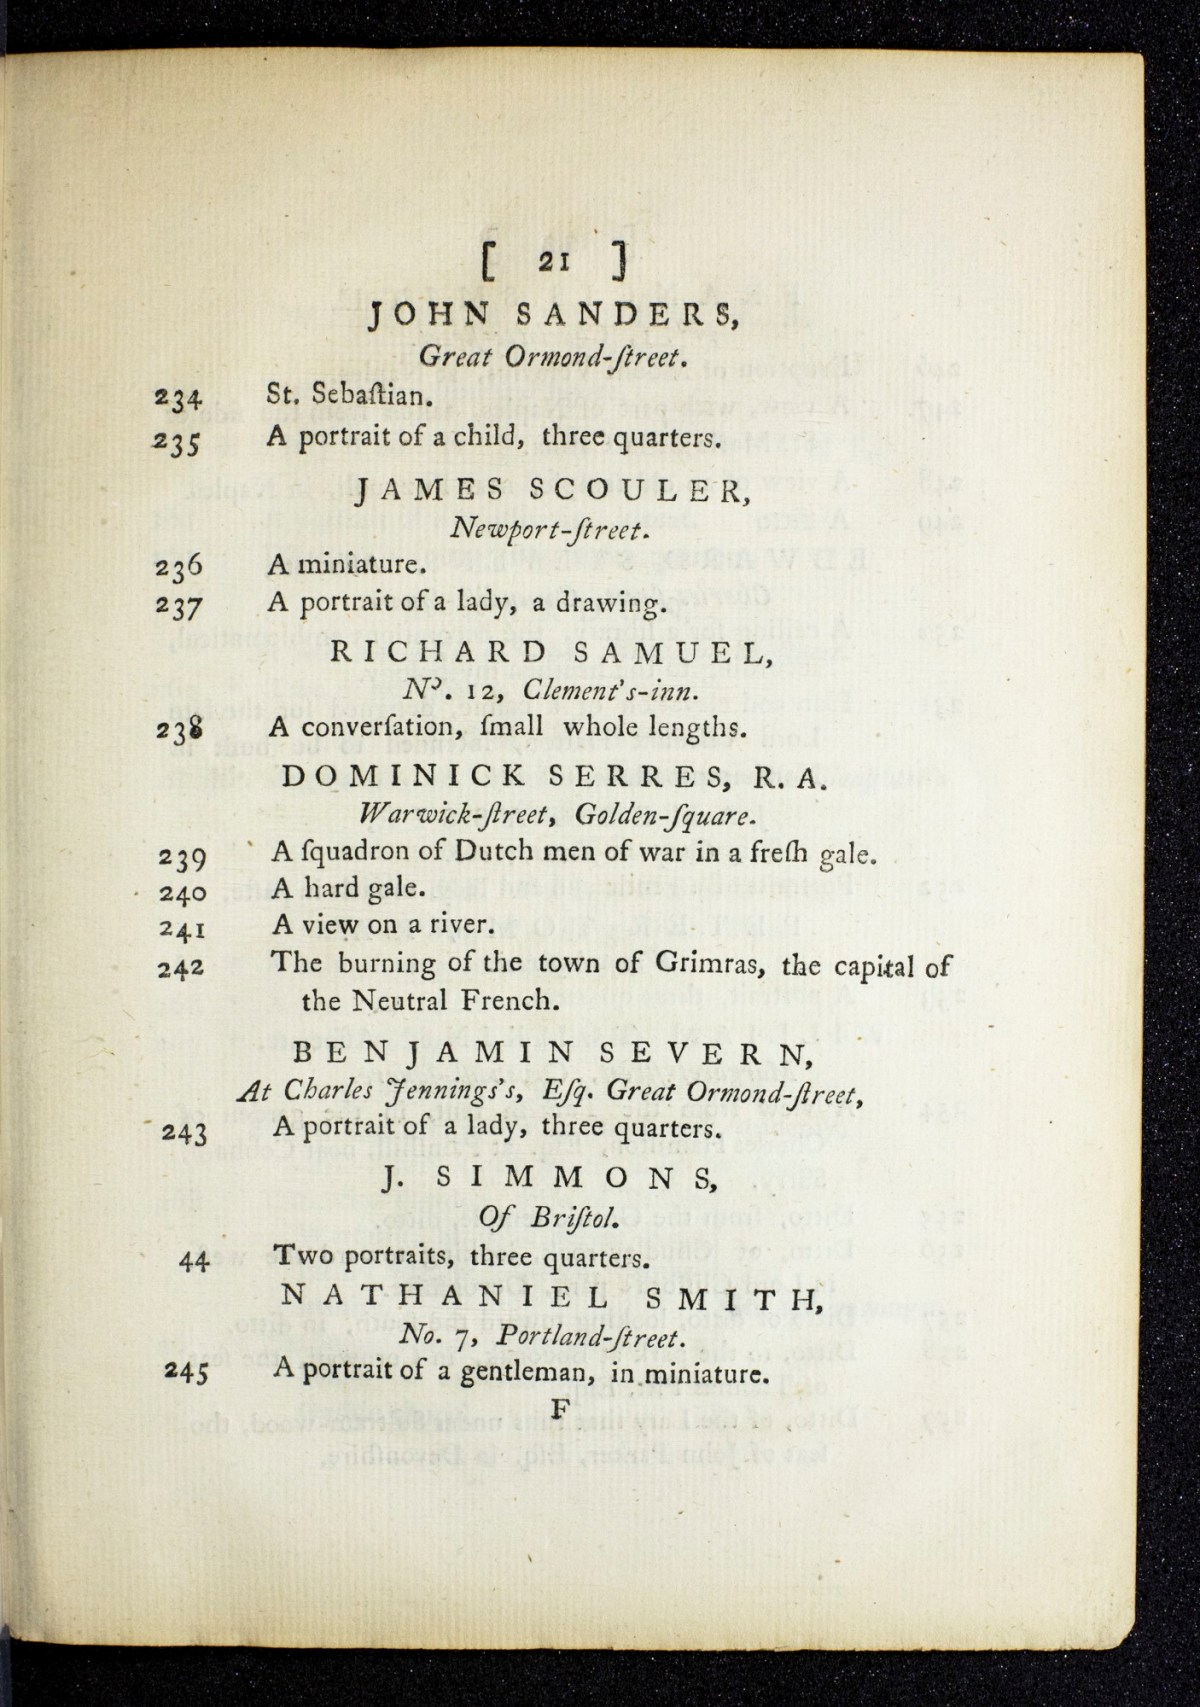 [ 21 ]
JOHN SANDERS,
Great Ormond-ſtreet.
234 St. Sebaſtian.
235 A portrait of a child, three quarters.
JAMES SCOULER,
Newport-ſtreet.
236 A miniature.
237 A portrait of a lady, a drawing.
RICHARD SAMUEL,
Nº. 12, Clement's-inn.
238 A converſation, ſmall whole lengths.
DOMINICK SERRES, R. A.
Warwick-ſtreet, Golden-ſquare.
239 A ſquadron of Dutch men of war in a freſh gale.
240 A hard gale.
241 A view on a river.
242 The burning of the town of Grimras, the capital of
the Neutral French.
BENJAMIN SEVERN,
At Charles Jennings's, Eſq. Great Ormond-ſtreet,
243 A portrait of a lady, three quarters.
J. SIMMONS,
Of Briſtol.
44 Two portraits, three quarters.
NATHANIEL SMITH,
No. 7, Portland-ſtreet.
245 A portrait of a gentleman, in miniature.
F